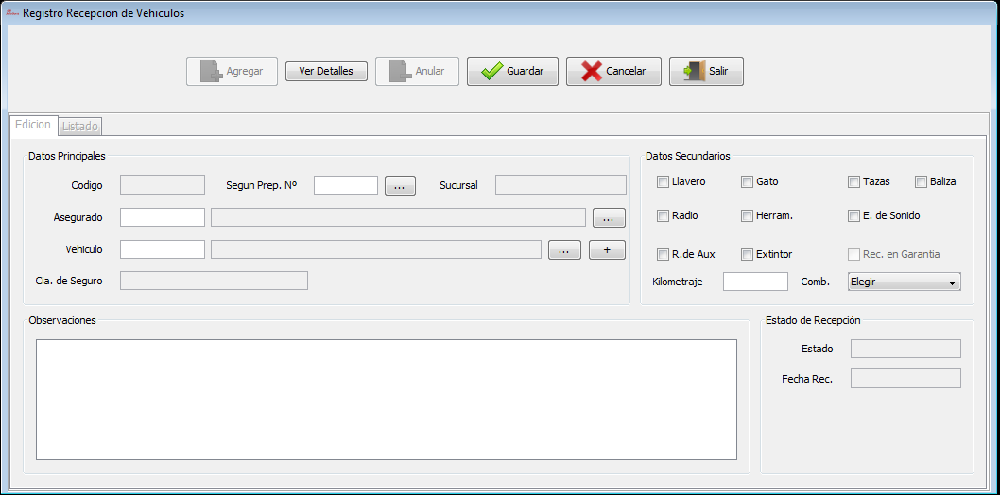 Registro Recepcion de Vehiculos
Agregar Ver Detalles Anular Guardar Cancelar Salir
Edicion Listado
Datos Principales
Codigo Segun Prep. Nº ... Sucursal
Asegurado ...
Vehiculo ... +
Cia. de Seguro
Datos Secundarios
Llavero Gato Tazas Baliza
Radio Herram. E. de Sonido
R.de Aux Extintor Rec. en Garantia
Kilometraje Comb. Elegir
Observaciones
Estado de Recepción
Estado
Fecha Rec.